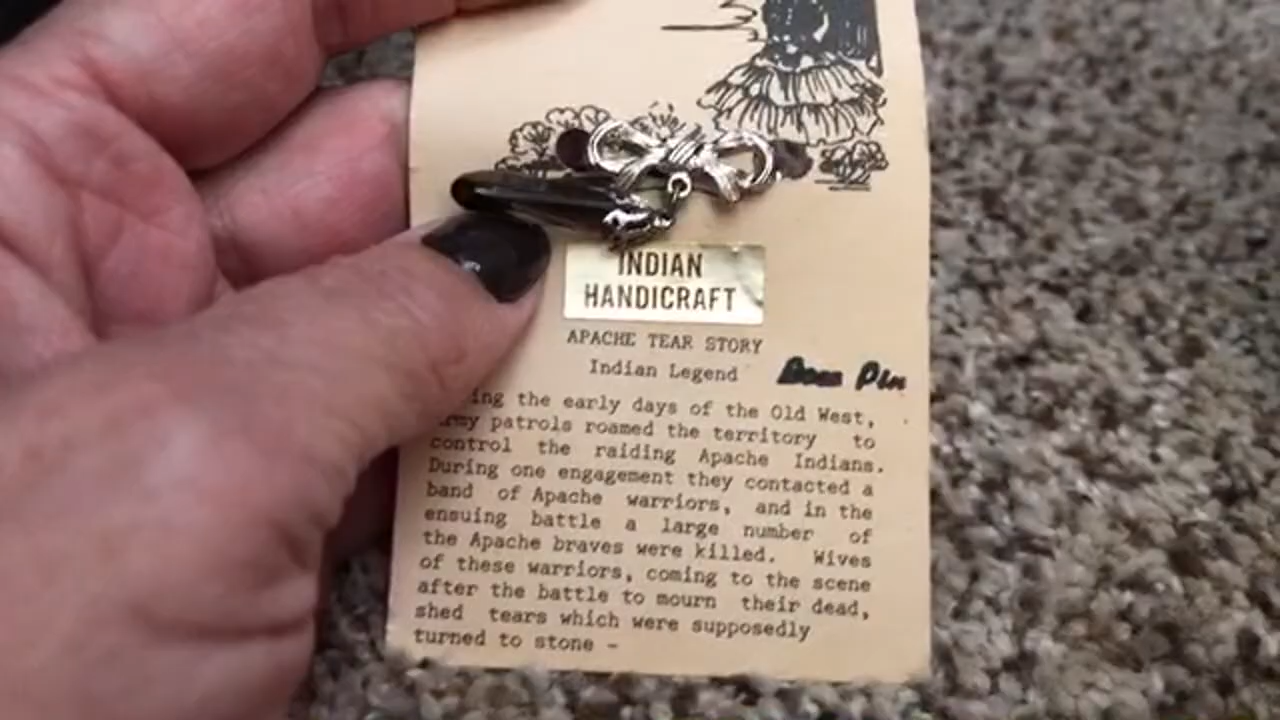 INDIAN
HANDICRAFT
APACHE TEAR STORY
Indian Legend
Pin
the early days of the Old West,
patrols roamed the territory to
control the raiding Apache Indians.
During one engagement they contacted a
band of Apache warriors, and in the
ensuing battle a large number of
the Apache braves were killed. Wives
of these warriors, coming to the scene
after the battle to mourn their dead,
shed tears which were supposedly
turned to stone -